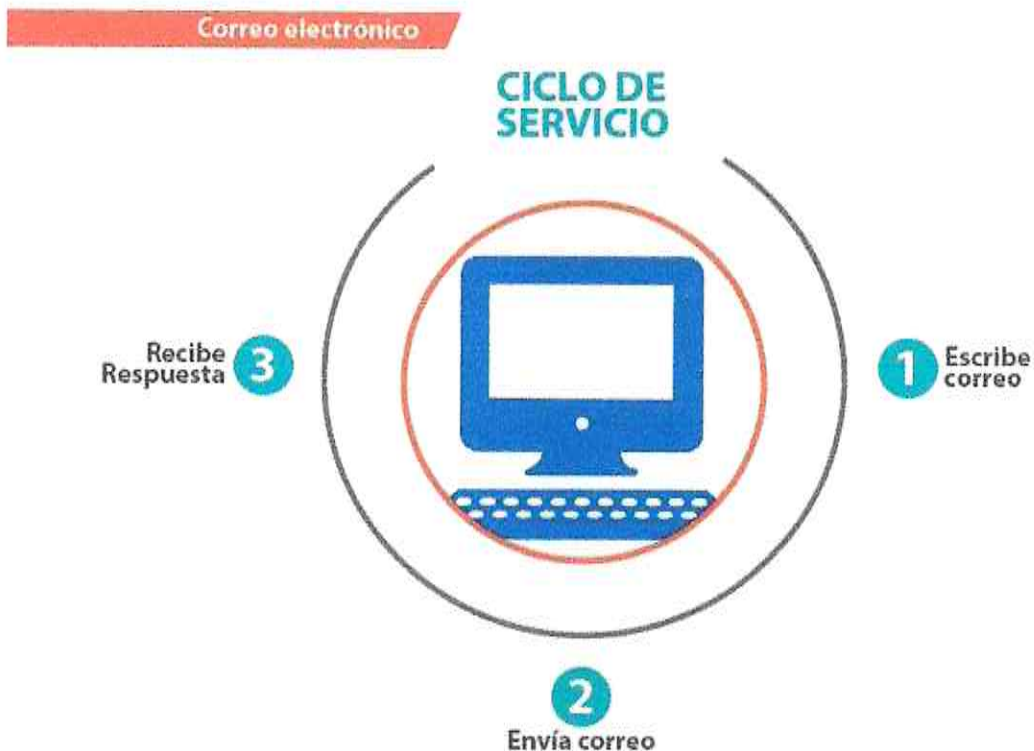 Correo electrónico
CICLO DE
SERVICIO
1
Escribe
correo
2
Envía correo
3
Recibe
Respuesta